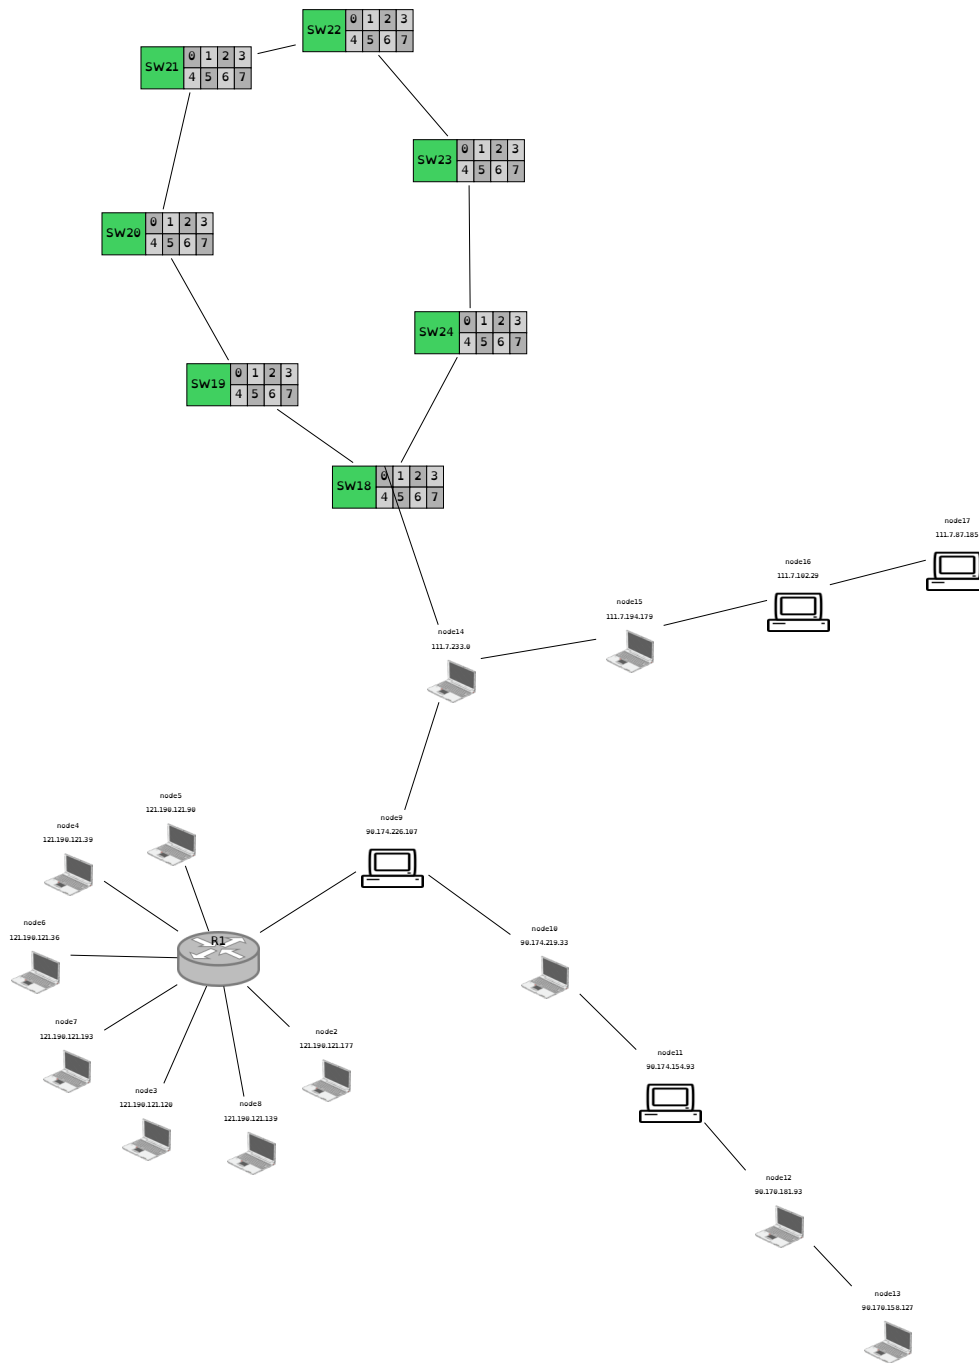 SW22 0 1 2 3
4 5 6 7
SW21 0 1 2 3
4 5 6 7
SW23 0 1 2 3
4 5 6 7
SW20 0 1 2 3
4 5 6 7
SW24 0 1 2 3
4 5 6 7
SW19 0 1 2 3
4 5 6 7
SW18 0 1 2 3
4 5 6 7
node17
111.7.87.185
node16
111.7.102.29
node15
111.7.194.179
node14
111.7.233.0
node5
121.190.121.90
node4
121.190.121.39
node9
90.174.226.107
node6
121.190.121.36
R1
node10
90.174.219.33
node7
121.190.121.193
node2
121.190.121.177
node11
90.174.154.93
node3
121.190.121.120
node8
121.190.121.139
node12
90.170.181.93
node13
90.170.158.127